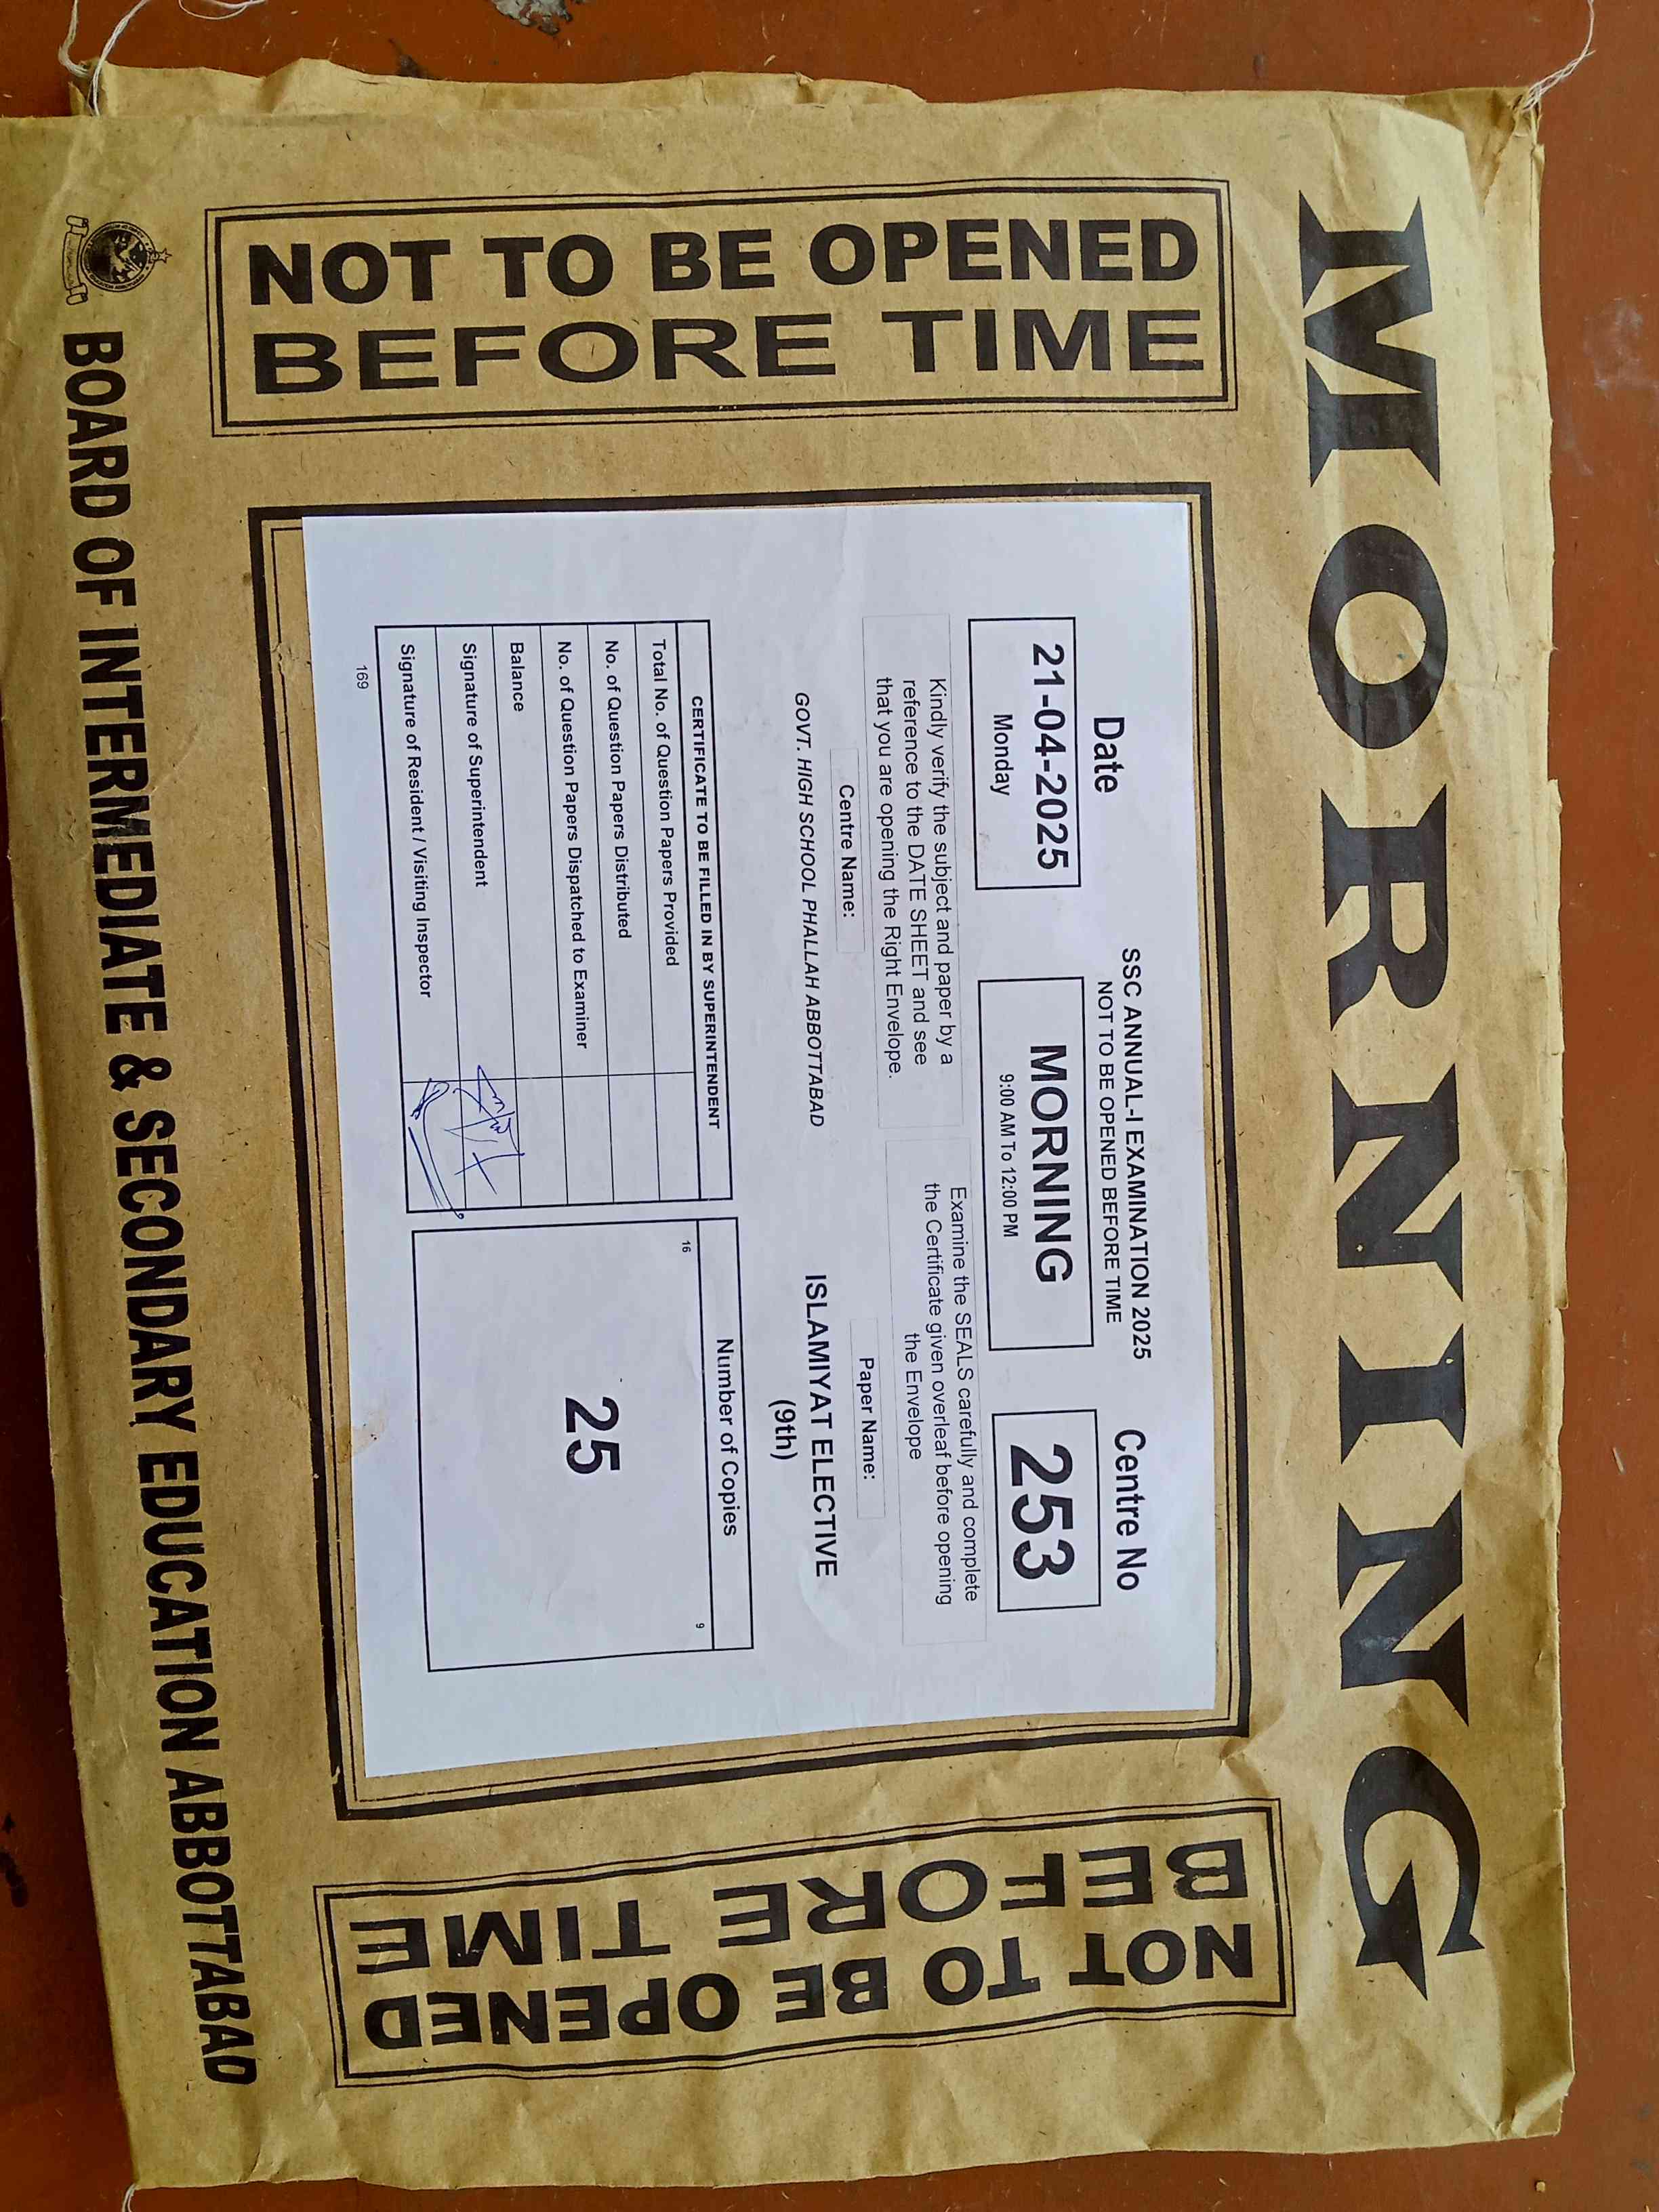 MORNING
NOT TO BE OPENED
BEFORE TIME
SSC ANNUAL-I EXAMINATION 2025
NOT TO BE OPENED BEFORE TIME
Date
21-04-2025
Monday
MORNING
9:00 AM To 12:00 PM
Centre No
253
Kindly verify the subject and paper by a
reference to the DATE SHEET and see
that you are opening the Right Envelope.
Examine the SEALS carefully and complete
the Certificate given overleaf before opening
the Envelope
Centre Name:
GOVT. HIGH SCHOOL PHALLAH ABBOTTABAD
Paper Name:
ISLAMIYAT ELECTIVE
(9th)
CERTIFICATE TO BE FILLED IN BY SUPERINTENDENT
Total No. of Question Papers Provided
No. of Question Papers Distributed
No. of Question Papers Dispatched to Examiner
Balance
Signature of Superintendent
Signature of Resident / Visiting Inspector
169
Number of Copies
16
9
25
NOT TO BE OPENED
BEFORE TIME
BOARD OF INTERMEDIATE & SECONDARY EDUCATION ABBOTTABAD